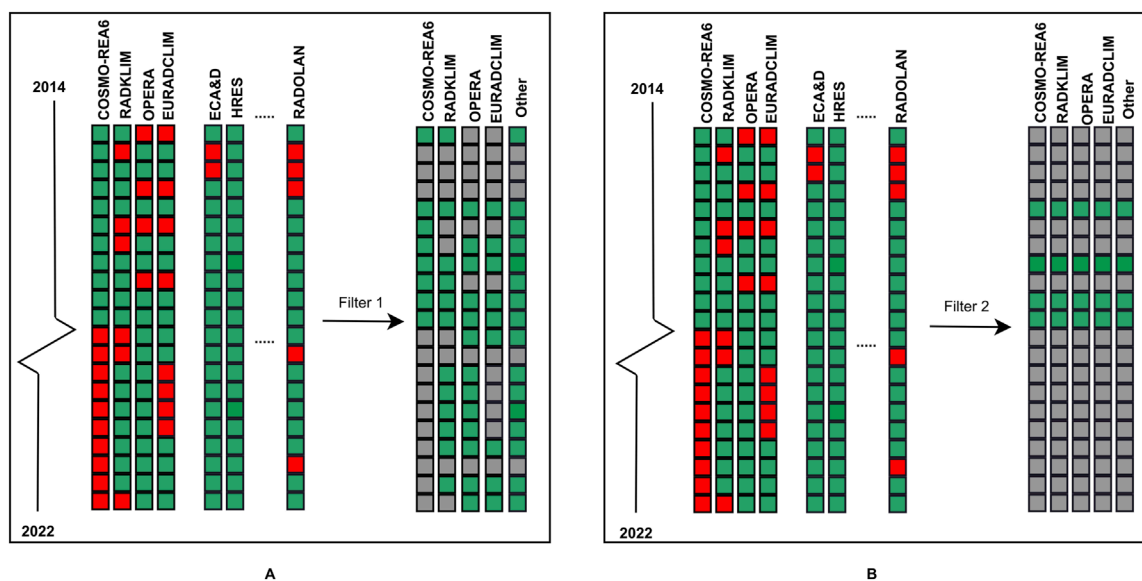 COSMO-REA6
RADKLIM
OPERA
EURADCLIM
ECA&D
HRES
.....
RADOLAN
COSMO-REA6
RADKLIM
OPERA
EURADCLIM
Other
2014
Filter 1
.....
2022
A
COSMO-REA6
RADKLIM
OPERA
EURADCLIM
ECA&D
HRES
.....
RADOLAN
COSMO-REA6
RADKLIM
OPERA
EURADCLIM
Other
2014
Filter 2
.....
2022
B